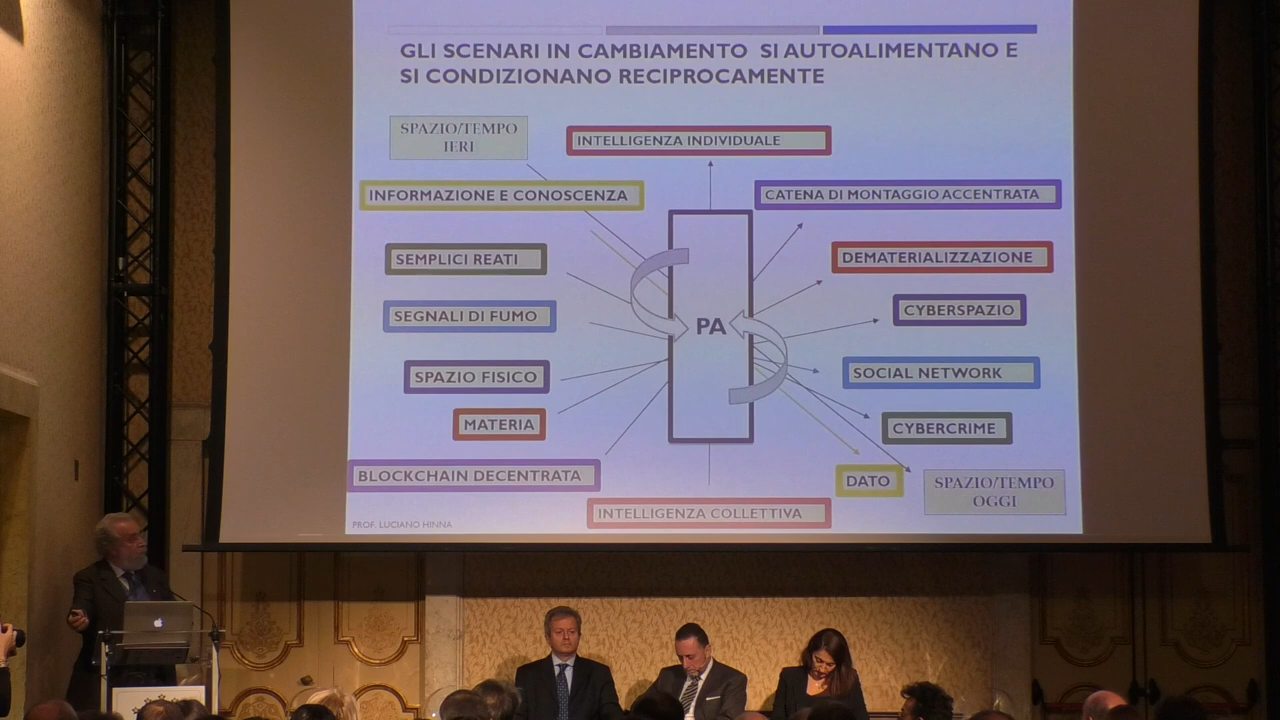 GLI SCENARI IN CAMBIAMENTO SI AUTOALIMENTANO E
SI CONDIZIONANO RECIPROCAMENTE
SPAZIO/TEMPO
IERI
INTELLIGENZA INDIVIDUALE
INFORMAZIONE E CONOSCENZA
CATENA DI MONTAGGIO ACCENTRATA
SEMPLICI REATI
DEMATERIALIZZAZIONE
SEGNALI DI FUMO
CYBERSPAZIO
PA
SPAZIO FISICO
SOCIAL NETWORK
MATERIA
CYBERCRIME
BLOCKCHAIN DECENTRATA
DATO
SPAZIO/TEMPO
OGGI
INTELLIGENZA COLLETTIVA
PROF. LUCIANO HINNA